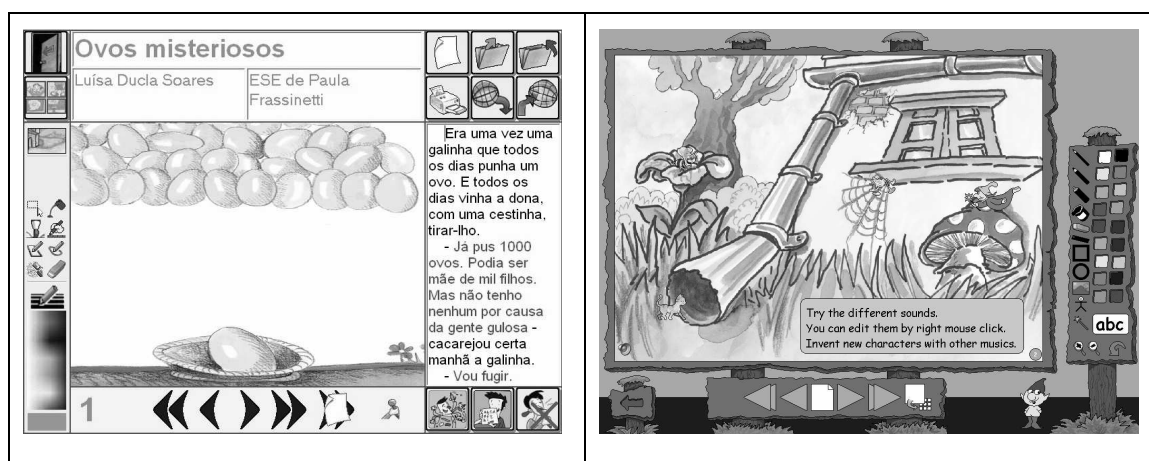 Ovos misteriosos
Luísa Ducla Soares
ESE de Paula
Frassinetti
Era uma vez uma
galinha que todos
os dias punha um
ovo. E todos os
dias vinha a dona,
com uma cestinha,
tirar-lho.
- Já pus 1000
ovos. Podia ser
mãe de mil filhos.
Mas não tenho
nenhum por causa
da gente gulosa -
cacarejou certa
manhã a galinha.
- Vou fugir.
1
Try the different sounds.
You can edit them by right mouse click.
Invent new characters with other musics.
abc